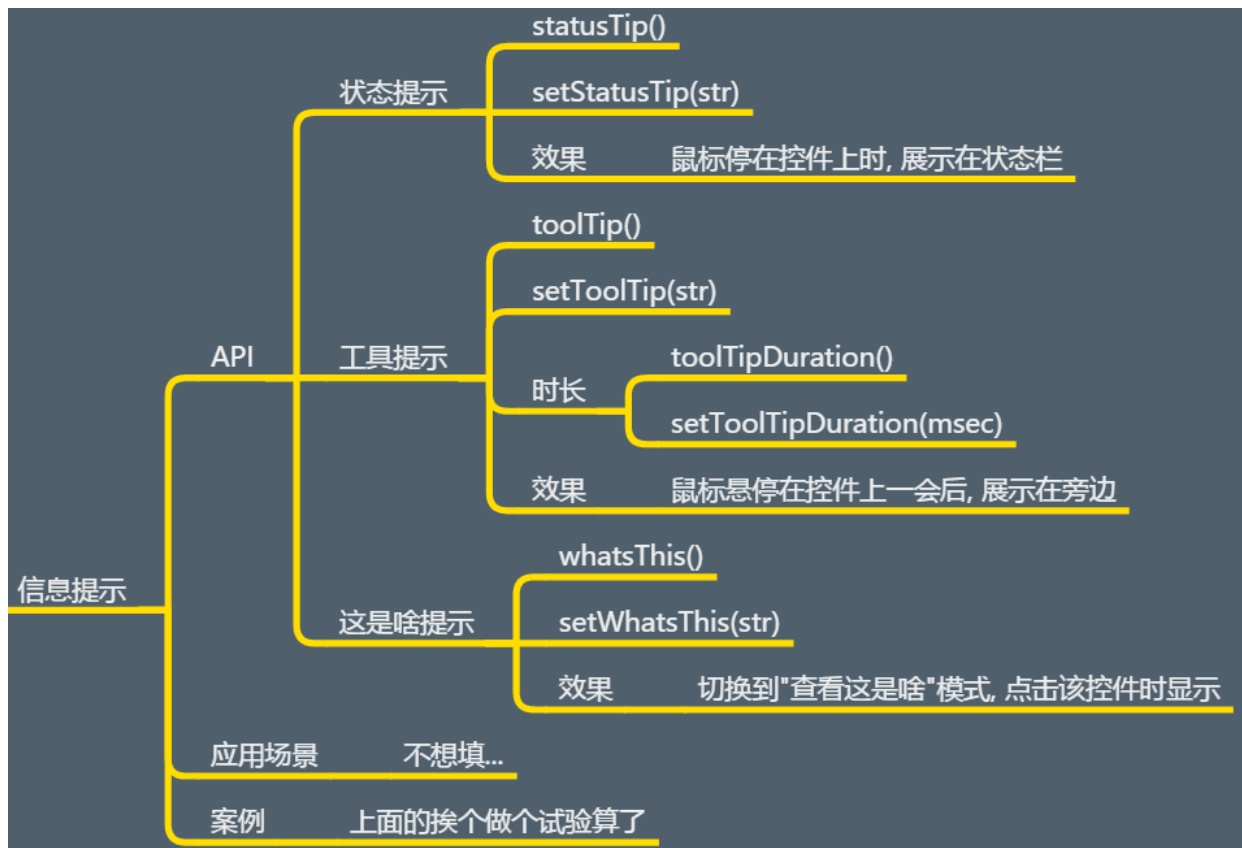 信息提示
API
状态提示
statusTip()
setStatusTip(str)
效果 鼠标停在控件上时, 展示在状态栏
工具提示
toolTip()
setToolTip(str)
时长
toolTipDuration()
setToolTipDuration(msec)
效果 鼠标悬停在控件上一会后, 展示在旁边
这是啥提示
whatsThis()
setWhatsThis(str)
效果 切换到"查看这是啥"模式, 点击该控件时显示
应用场景 不想填...
案例 上面的挨个做个试验算了